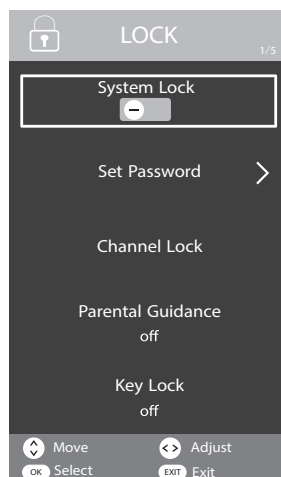 LOCK
1/5
System Lock
Set Password
Channel Lock
Parental Guidance
off
Key Lock
off
Move Adjust
OK Select EXIT Exit